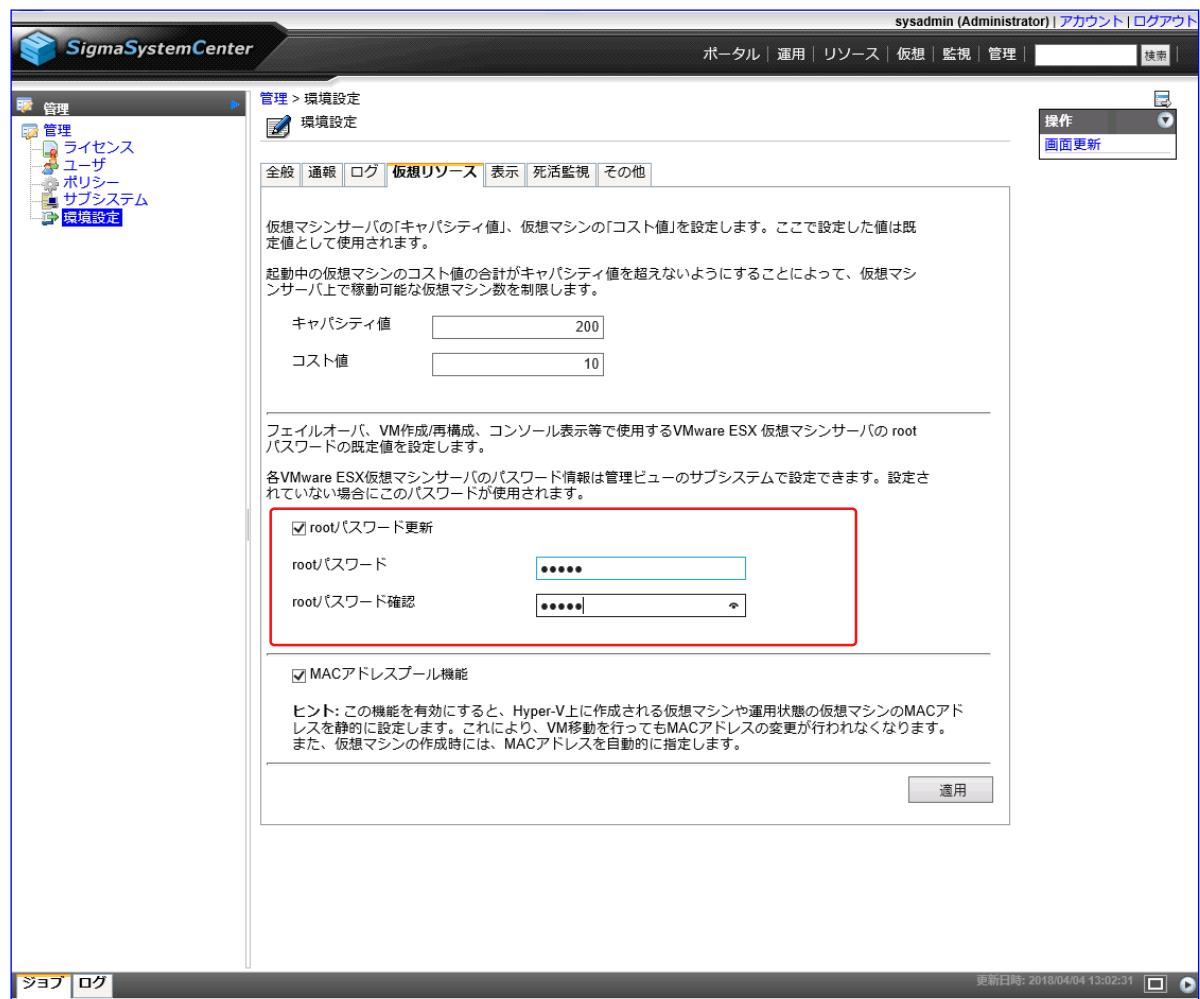 sysadmin (Administrator) | アカウント | ログアウト
SigmaSystemCenter
ポータル | 運用 | リソース | 仮想 | 監視 | 管理 | 検索 |
管理
管理
ライセンス
ユーザ
ポリシー
サブシステム
環境設定
管理 > 環境設定
環境設定
操作
画面更新
全般 通報 ログ 仮想リソース 表示 死活監視 その他
仮想マシンサーバの「キャパシティ値」、仮想マシンの「コスト値」を設定します。ここで設定した値は既
定値として使用されます。
起動中の仮想マシンのコスト値の合計がキャパシティ値を超えないようにすることによって、仮想マシ
ンサーバ上で稼動可能な仮想マシン数を制限します。
キャパシティ値 200
コスト値 10
フェイルオーバ、VM作成/再構成、コンソール表示等で使用するVMware ESX 仮想マシンサーバの root
パスワードの既定値を設定します。
各VMware ESX仮想マシンサーバのパスワード情報は管理ビューのサブシステムで設定できます。設定さ
れていない場合にこのパスワードが使用されます。
rootパスワード更新
rootパスワード ●●●●●
rootパスワード確認 ●●●●●
MACアドレスプール機能
ヒント: この機能を有効にすると、Hyper-V上に作成される仮想マシンや運用状態の仮想マシンのMACアド
レスを静的に設定します。これにより、VM移動を行ってもMACアドレスの変更が行われなくなります。
また、仮想マシンの作成時には、MACアドレスを自動的に指定します。
適用
ジョブ ログ
更新日時: 2018/04/04 13:02:31